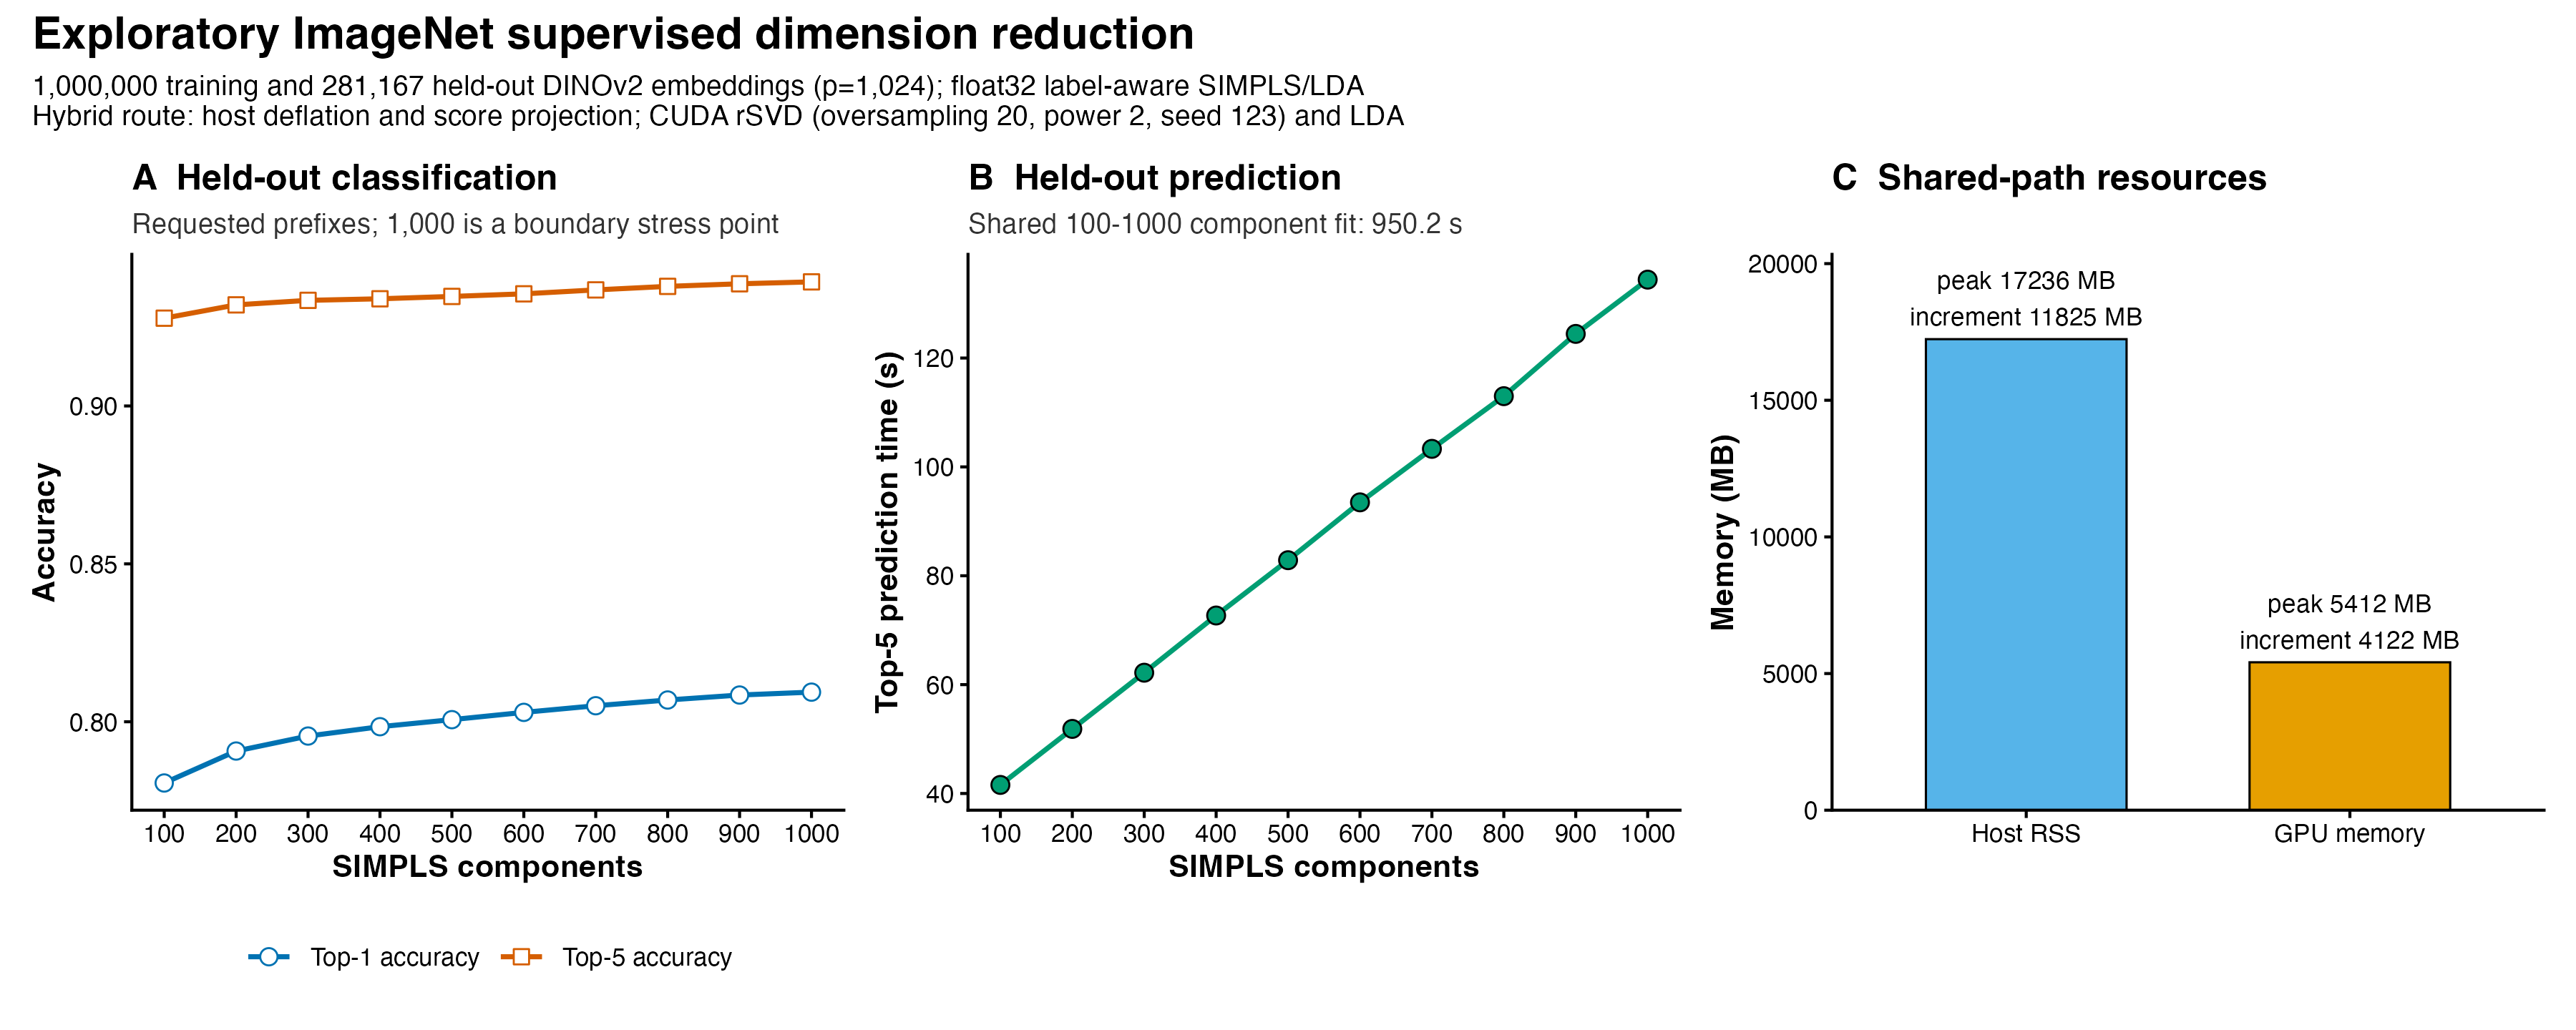 Exploratory ImageNet supervised dimension reduction
1,000,000 training and 281,167 held-out DINOv2 embeddings (p=1,024); float32 label-aware SIMPLS/LDA
Hybrid route: host deflation and score projection; CUDA rSVD (oversampling 20, power 2, seed 123) and LDA
A Held-out classification
Requested prefixes; 1,000 is a boundary stress point
Accuracy
0.90
0.85
0.80
100 200 300 400 500 600 700 800 900 1000
SIMPLS components
Top-1 accuracy Top-5 accuracy
B Held-out prediction
Shared 100-1000 component fit: 950.2 s
Top-5 prediction time (s)
120
100
80
60
40
100 200 300 400 500 600 700 800 900 1000
SIMPLS components
C Shared-path resources
Memory (MB)
20000
15000
10000
5000
0
peak 17236 MB
increment 11825 MB
peak 5412 MB
increment 4122 MB
Host RSS GPU memory